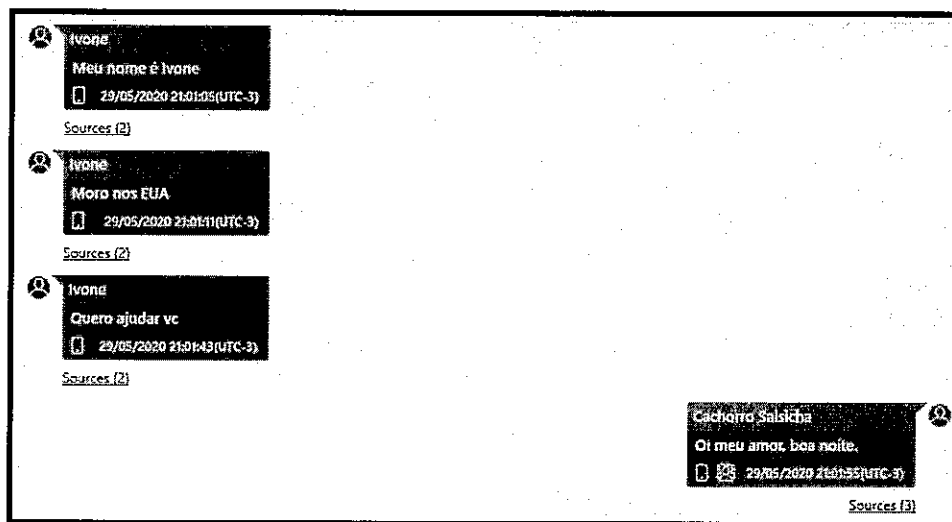 Ivone
Meu nome é Ivone
29/05/2020 21:01:05(UTC-3)
Sources (2)
Ivone
Moro nos EUA
29/05/2020 21:01:11(UTC-3)
Sources (2)
Ivone
Quero ajudar vc
29/05/2020 21:01:43(UTC-3)
Sources (2)
Cachorro Salsicha
Oi meu amor, boa noite.
29/05/2020 21:01:55(UTC-3)
Sources (3)